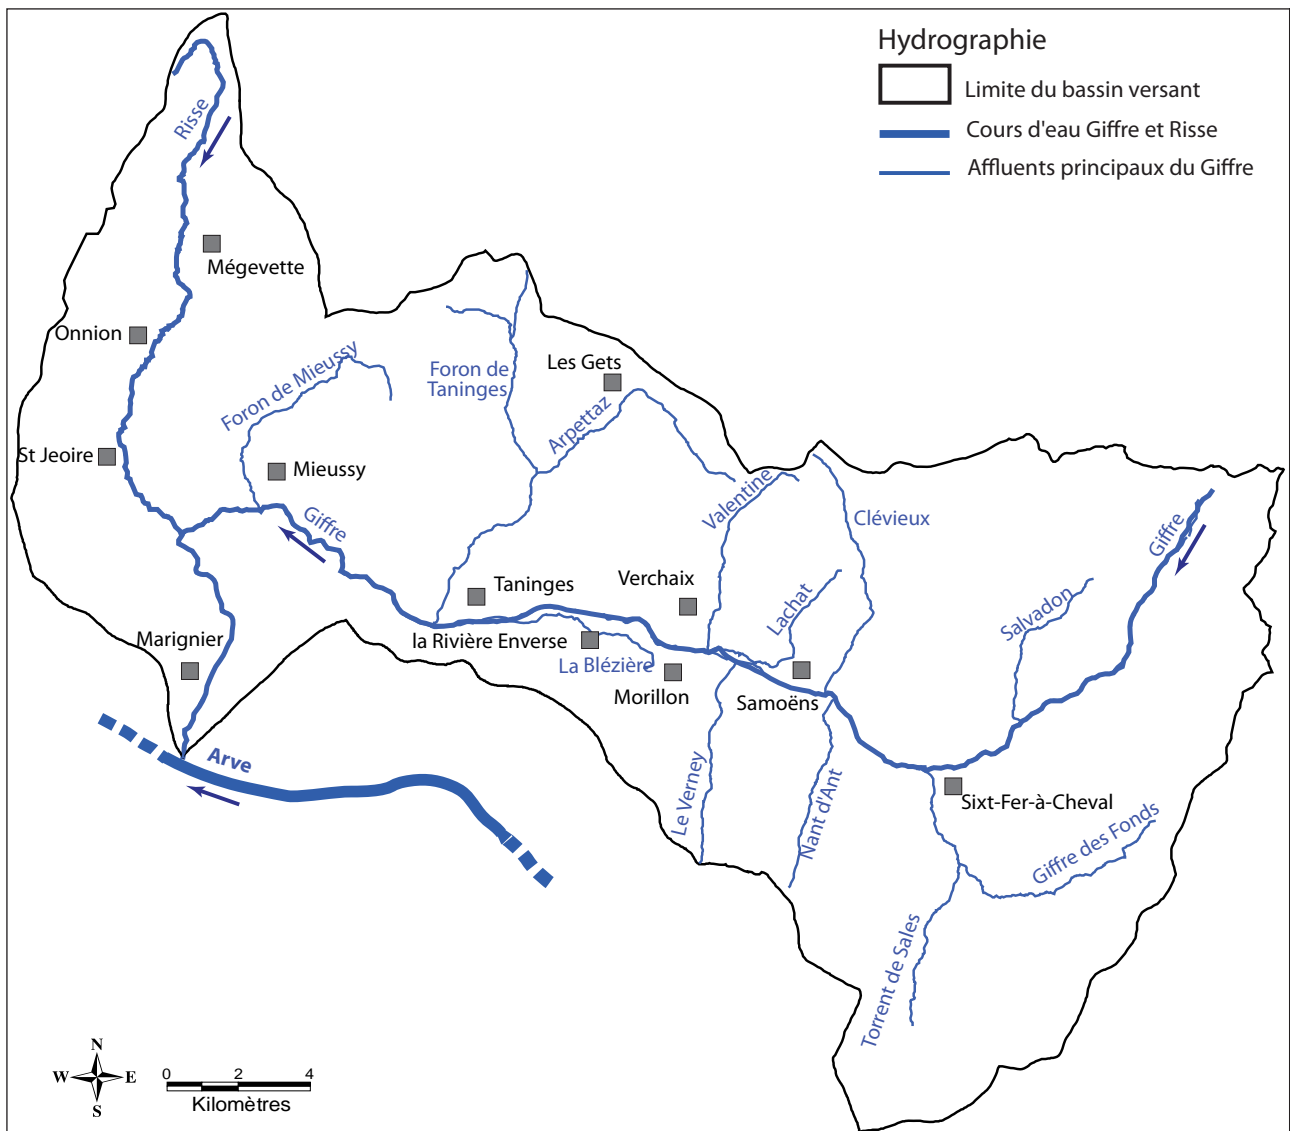 Hydrographie
Limite du bassin versant
Cours d'eau Giffre et Risse
Affluents principaux du Giffre
Risse
Mégevette
Onnion
Foron de Mieussy
Foron de
Taninges
Les Gets
Arpettaz
St Jeoire
Mieussy
Giffre
Valentine
Clévieux
Giffre
Taninges
Verchaix
Lachat
Salvadon
Marignier
la Rivière Enverse
La Blézière
Morillon
Samoëns
Arve
Le Verney
Nant d'Ant
Sixt-Fer-à-Cheval
Giffre des Fonds
Torrent de Sales
N
W
E
S
0
2
4
Kilomètres